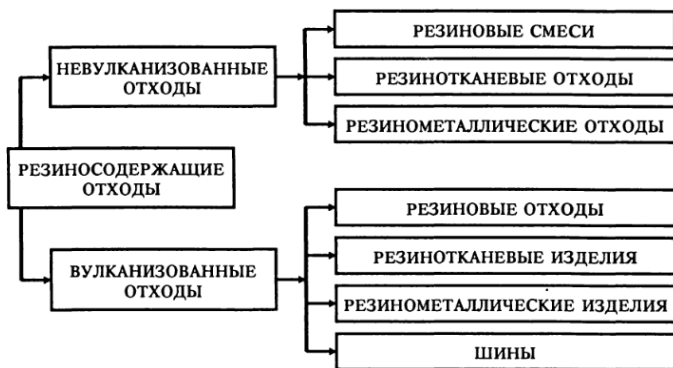 РЕЗИНОВЫЕ СМЕСИ
НЕВУЛКАНИЗОВАННЫЕ
ОТХОДЫ
РЕЗИНОТКАНЕВЫЕ ОТХОДЫ
РЕЗИНОМЕТАЛЛИЧЕСКИЕ ОТХОДЫ
РЕЗИНОСОДЕРЖАЩИЕ
ОТХОДЫ
РЕЗИНОВЫЕ ОТХОДЫ
ВУЛКАНИЗОВАННЫЕ
ОТХОДЫ
РЕЗИНОТКАНЕВЫЕ ИЗДЕЛИЯ
РЕЗИНОМЕТАЛЛИЧЕСКИЕ ИЗДЕЛИЯ
ШИНЫ